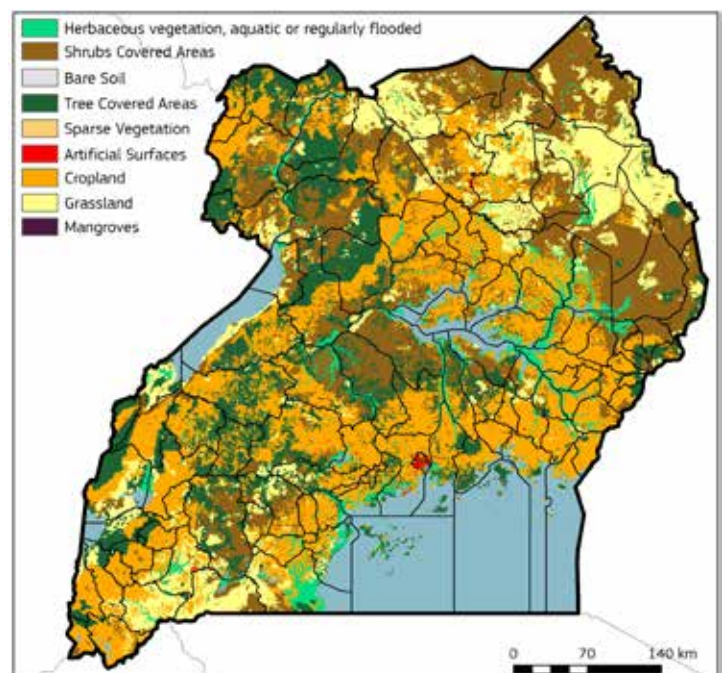 Herbaceous vegetation, aquatic or regularly flooded
Shrubs Covered Areas
Bare Soil
Tree Covered Areas
Sparse Vegetation
Artificial Surfaces
Cropland
Grassland
Mangroves
0 70 140 km